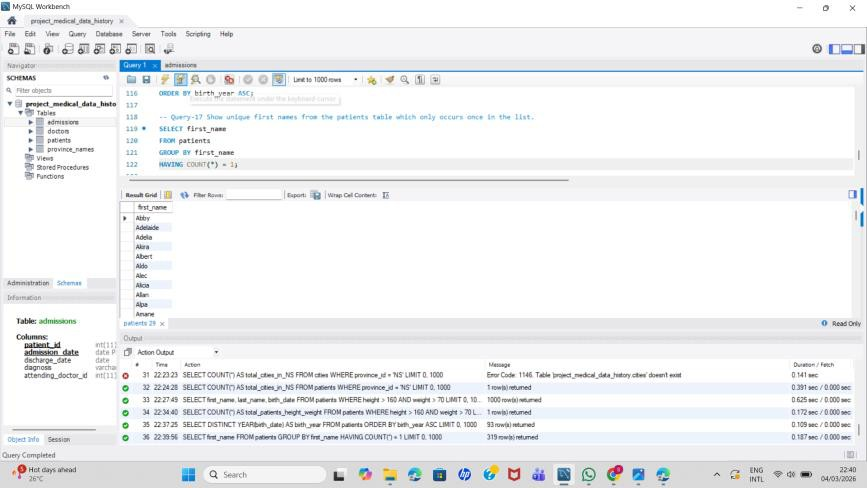 MySQL Workbench
project_medical_data_history ×
File Edit View Query Database Server Tools Scripting Help
Navigator
SCHEMAS
Filter objects
project_medical_data_histo
Tables
admissions
doctors
patients
province_names
Views
Stored Procedures
Functions
Administration Schemas
Information
Table: admissions
Columns:
patient_id int(11)
admission_date date P
discharge_date date
diagnosis varcha
attending_doctor_id int(11)
Object Info Session
Query 1 × admissions
Limit to 1000 rows
116 ORDER BY birth_year ASC;
Execute the statement under the keyboard cursor
117
118 -- Query-17 Show unique first names from the patients table which only occurs once in the list.
119 SELECT first_name
120 FROM patients
121 GROUP BY first_name
122 HAVING COUNT(*) = 1;
Result Grid Filter Rows: Export: Wrap Cell Content:
first_name
Abby
Adelaide
Adelia
Akira
Albert
Aldo
Alec
Alicia
Allan
Alpa
Amane
patients 29 × Read Only
Output
Action Output
# Time Action Message Duration / Fetch
31 22:23:23 SELECT COUNT(*) AS total_cities_in_NS FROM cities WHERE province_id = 'NS' LIMIT 0, 1000 Error Code: 1146. Table 'project_medical_data_history.cities' doesn't exist 0.141 sec
32 22:24:28 SELECT COUNT(*) AS total_cities_in_NS FROM patients WHERE province_id = 'NS' LIMIT 0, 1000 1 row(s) returned 0.391 sec / 0.000 sec
33 22:27:49 SELECT first_name, last_name, birth_date FROM patients WHERE height > 160 AND weight > 70 LIMIT 0, 10... 1000 row(s) returned 0.625 sec / 0.000 sec
34 22:34:40 SELECT COUNT(*) AS total_patients_height_weight FROM patients WHERE height > 160 AND weight > 70 L... 1 row(s) returned 0.172 sec / 0.000 sec
35 22:37:25 SELECT DISTINCT YEAR(birth_date) AS birth_year FROM patients ORDER BY birth_year ASC LIMIT 0, 1000 93 row(s) returned 0.109 sec / 0.000 sec
36 22:39:56 SELECT first_name FROM patients GROUP BY first_name HAVING COUNT(*) = 1 LIMIT 0, 1000 319 row(s) returned 0.187 sec / 0.000 sec
Query Completed
5 Hot days ahead
26°C
Search
ENG
INTL
22:40
04/03/2026